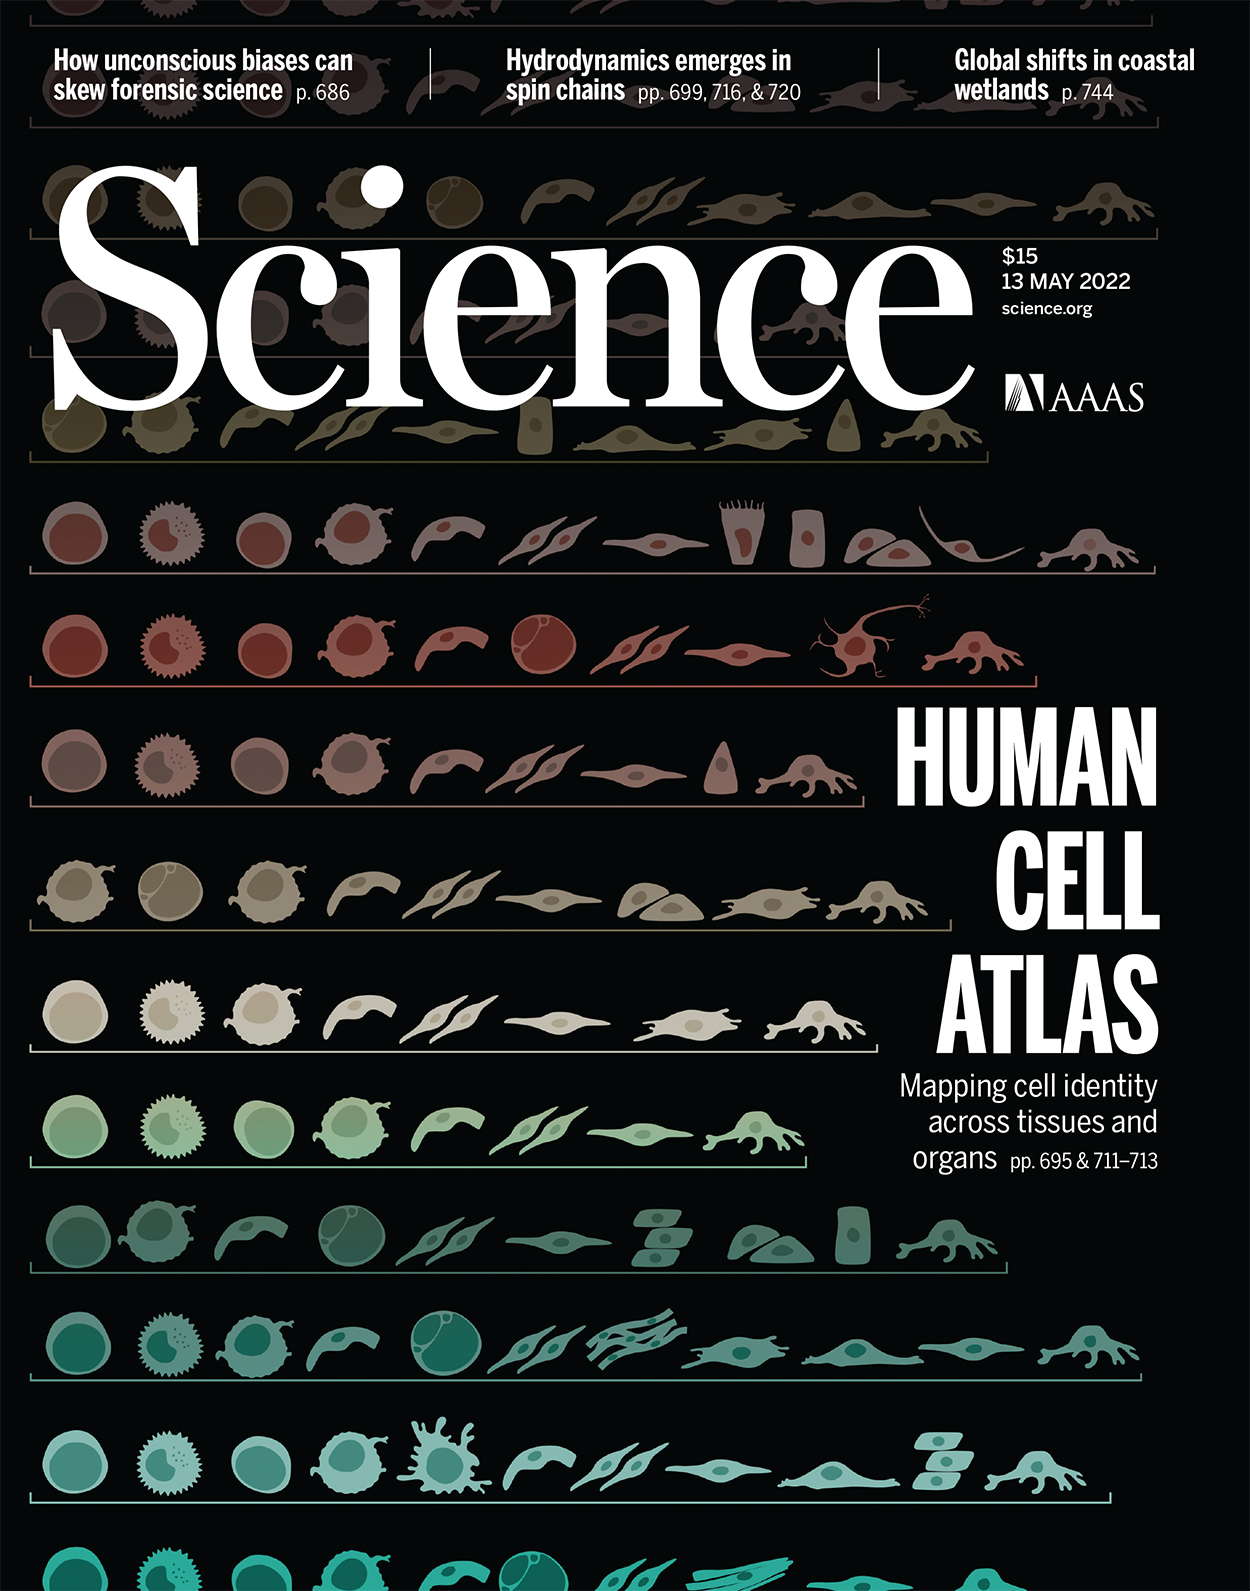 How unconscious biases can
skew forensic science p. 686
Hydrodynamics emerges in
spin chains pp. 699, 716, & 720
Global shifts in coastal
wetlands p. 744
Science
$15
13 MAY 2022
science.org
AAAS
HUMAN
CELL
ATLAS
Mapping cell identity
across tissues and
organs pp. 695 & 711–713